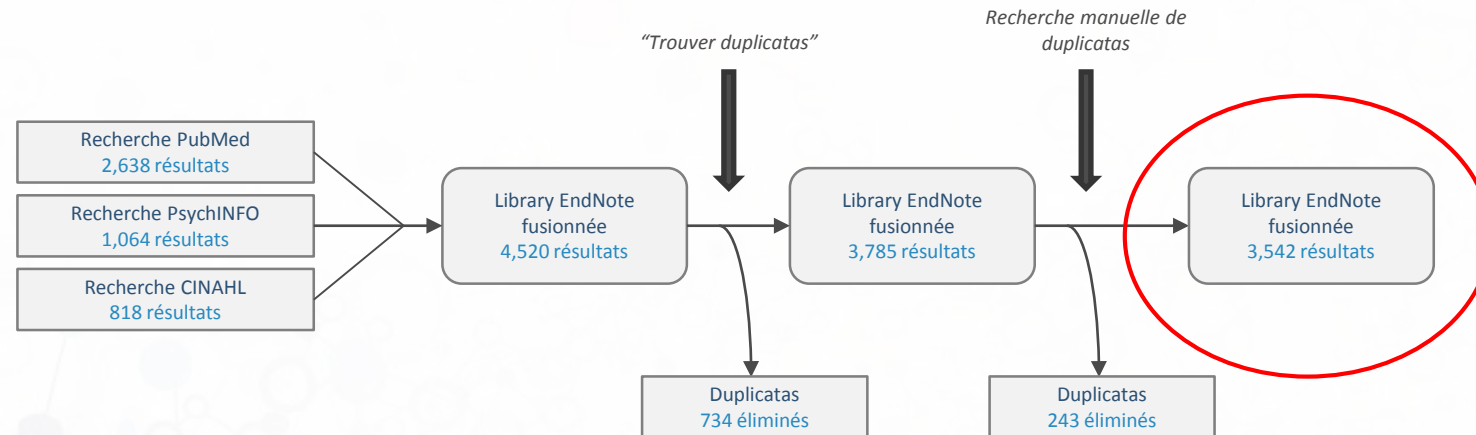 “Trouver duplicatas”
Recherche manuelle de
duplicatas
Recherche PubMed
2,638 résultats
Recherche PsychINFO
1,064 résultats
Recherche CINAHL
818 résultats
Library EndNote
fusionnée
4,520 résultats
Library EndNote
fusionnée
3,785 résultats
Library EndNote
fusionnée
3,542 résultats
Duplicatas
734 éliminés
Duplicatas
243 éliminés